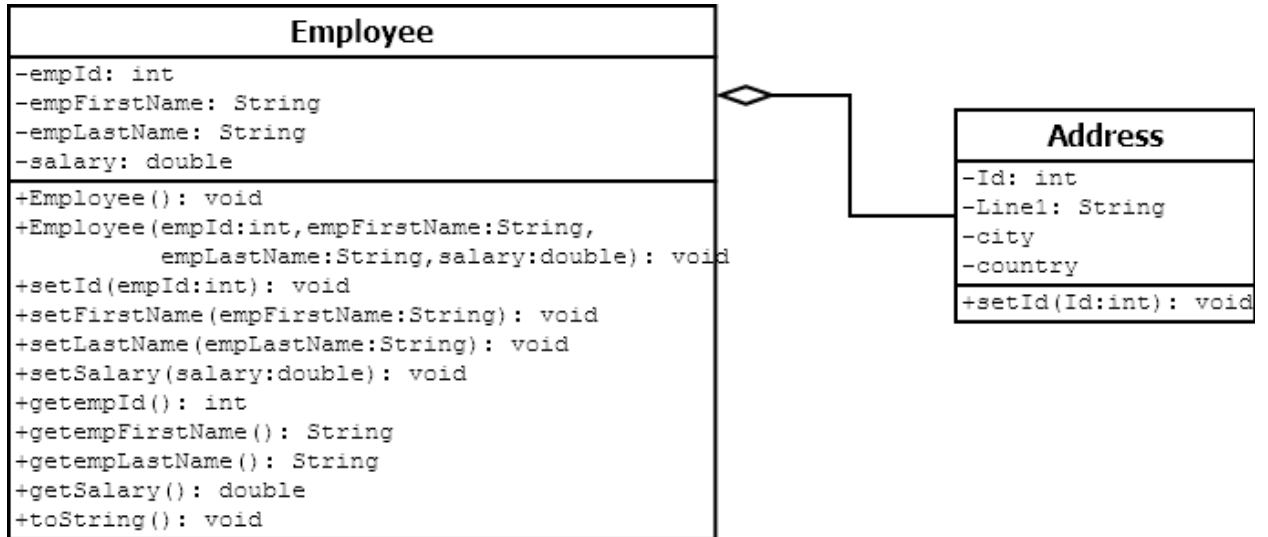 Employee
-empId: int
-empFirstName: String
-empLastName: String
-salary: double
+Employee(): void
+Employee(empId:int,empFirstName:String,
empLastName:String,salary:double): void
+setId(empId:int): void
+setFirstName(empFirstName:String): void
+setLastName(empLastName:String): void
+setSalary(salary:double): void
+getempId(): int
+getempFirstName(): String
+getempLastName(): String
+getSalary(): double
+toString(): void
Address
-Id: int
-Line1: String
-city
-country
+setId(Id:int): void